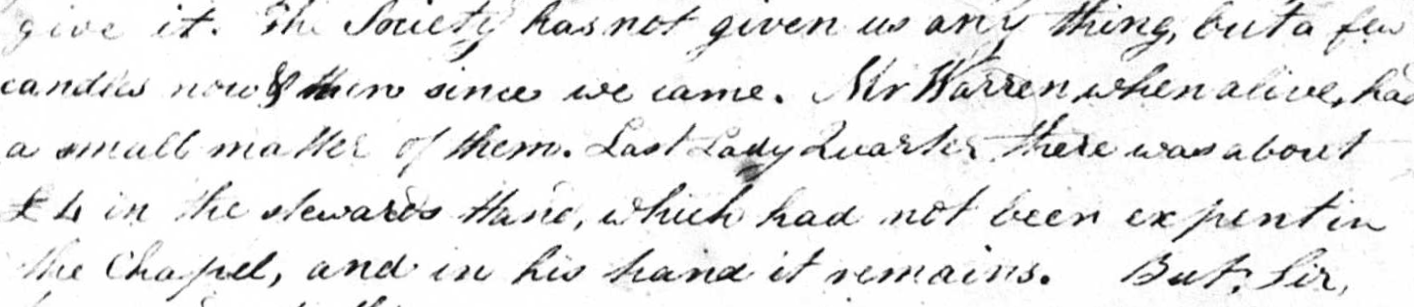 give it. The Society has not given us any thing, but a few
candles now & then since we came. Mr Warren when alive, had
a small matter of them. Last Lady Quarter there was about
£4 in the stewards Hand, which had not been expent in
the Chapel, and in his hand it remains. But, Sir,